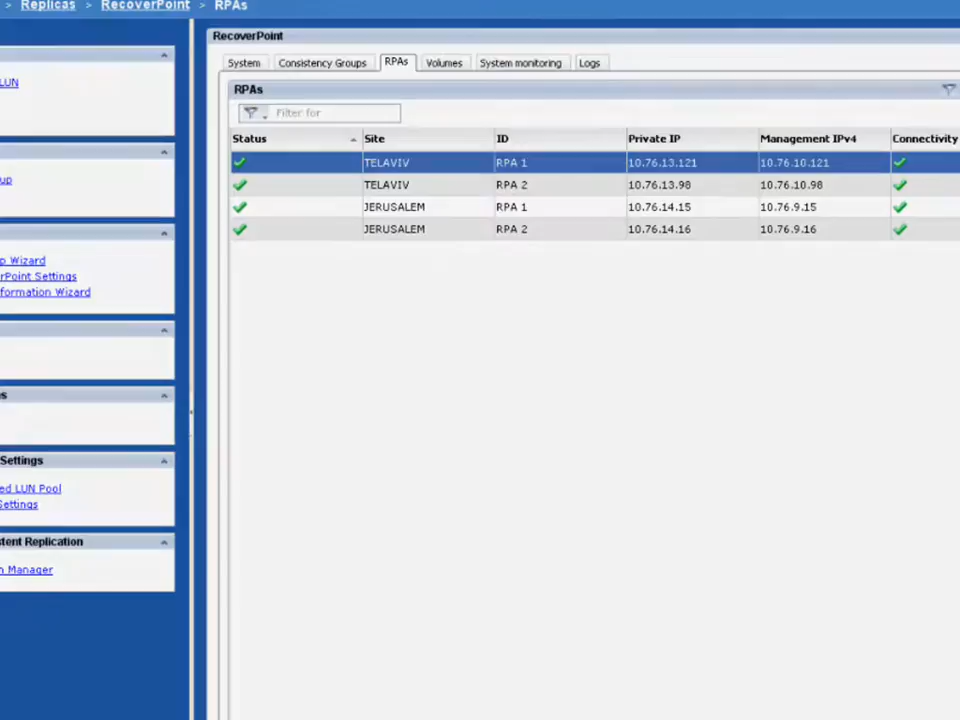 > Replicas > RecoverPoint > RPAs
RecoverPoint
System Consistency Groups RPAs Volumes System monitoring Logs
RPAs
Filter for
Status Site ID Private IP Management IPv4 Connectivity
TELAVIV RPA 1 10.76.13.121 10.76.10.121
TELAVIV RPA 2 10.76.13.98 10.76.10.98
JERUSALEM RPA 1 10.76.14.15 10.76.9.15
JERUSALEM RPA 2 10.76.14.16 10.76.9.16
LUN
up
p Wizard
rPoint Settings
formation Wizard
s
Settings
ed LUN Pool
Settings
stent Replication
n Manager